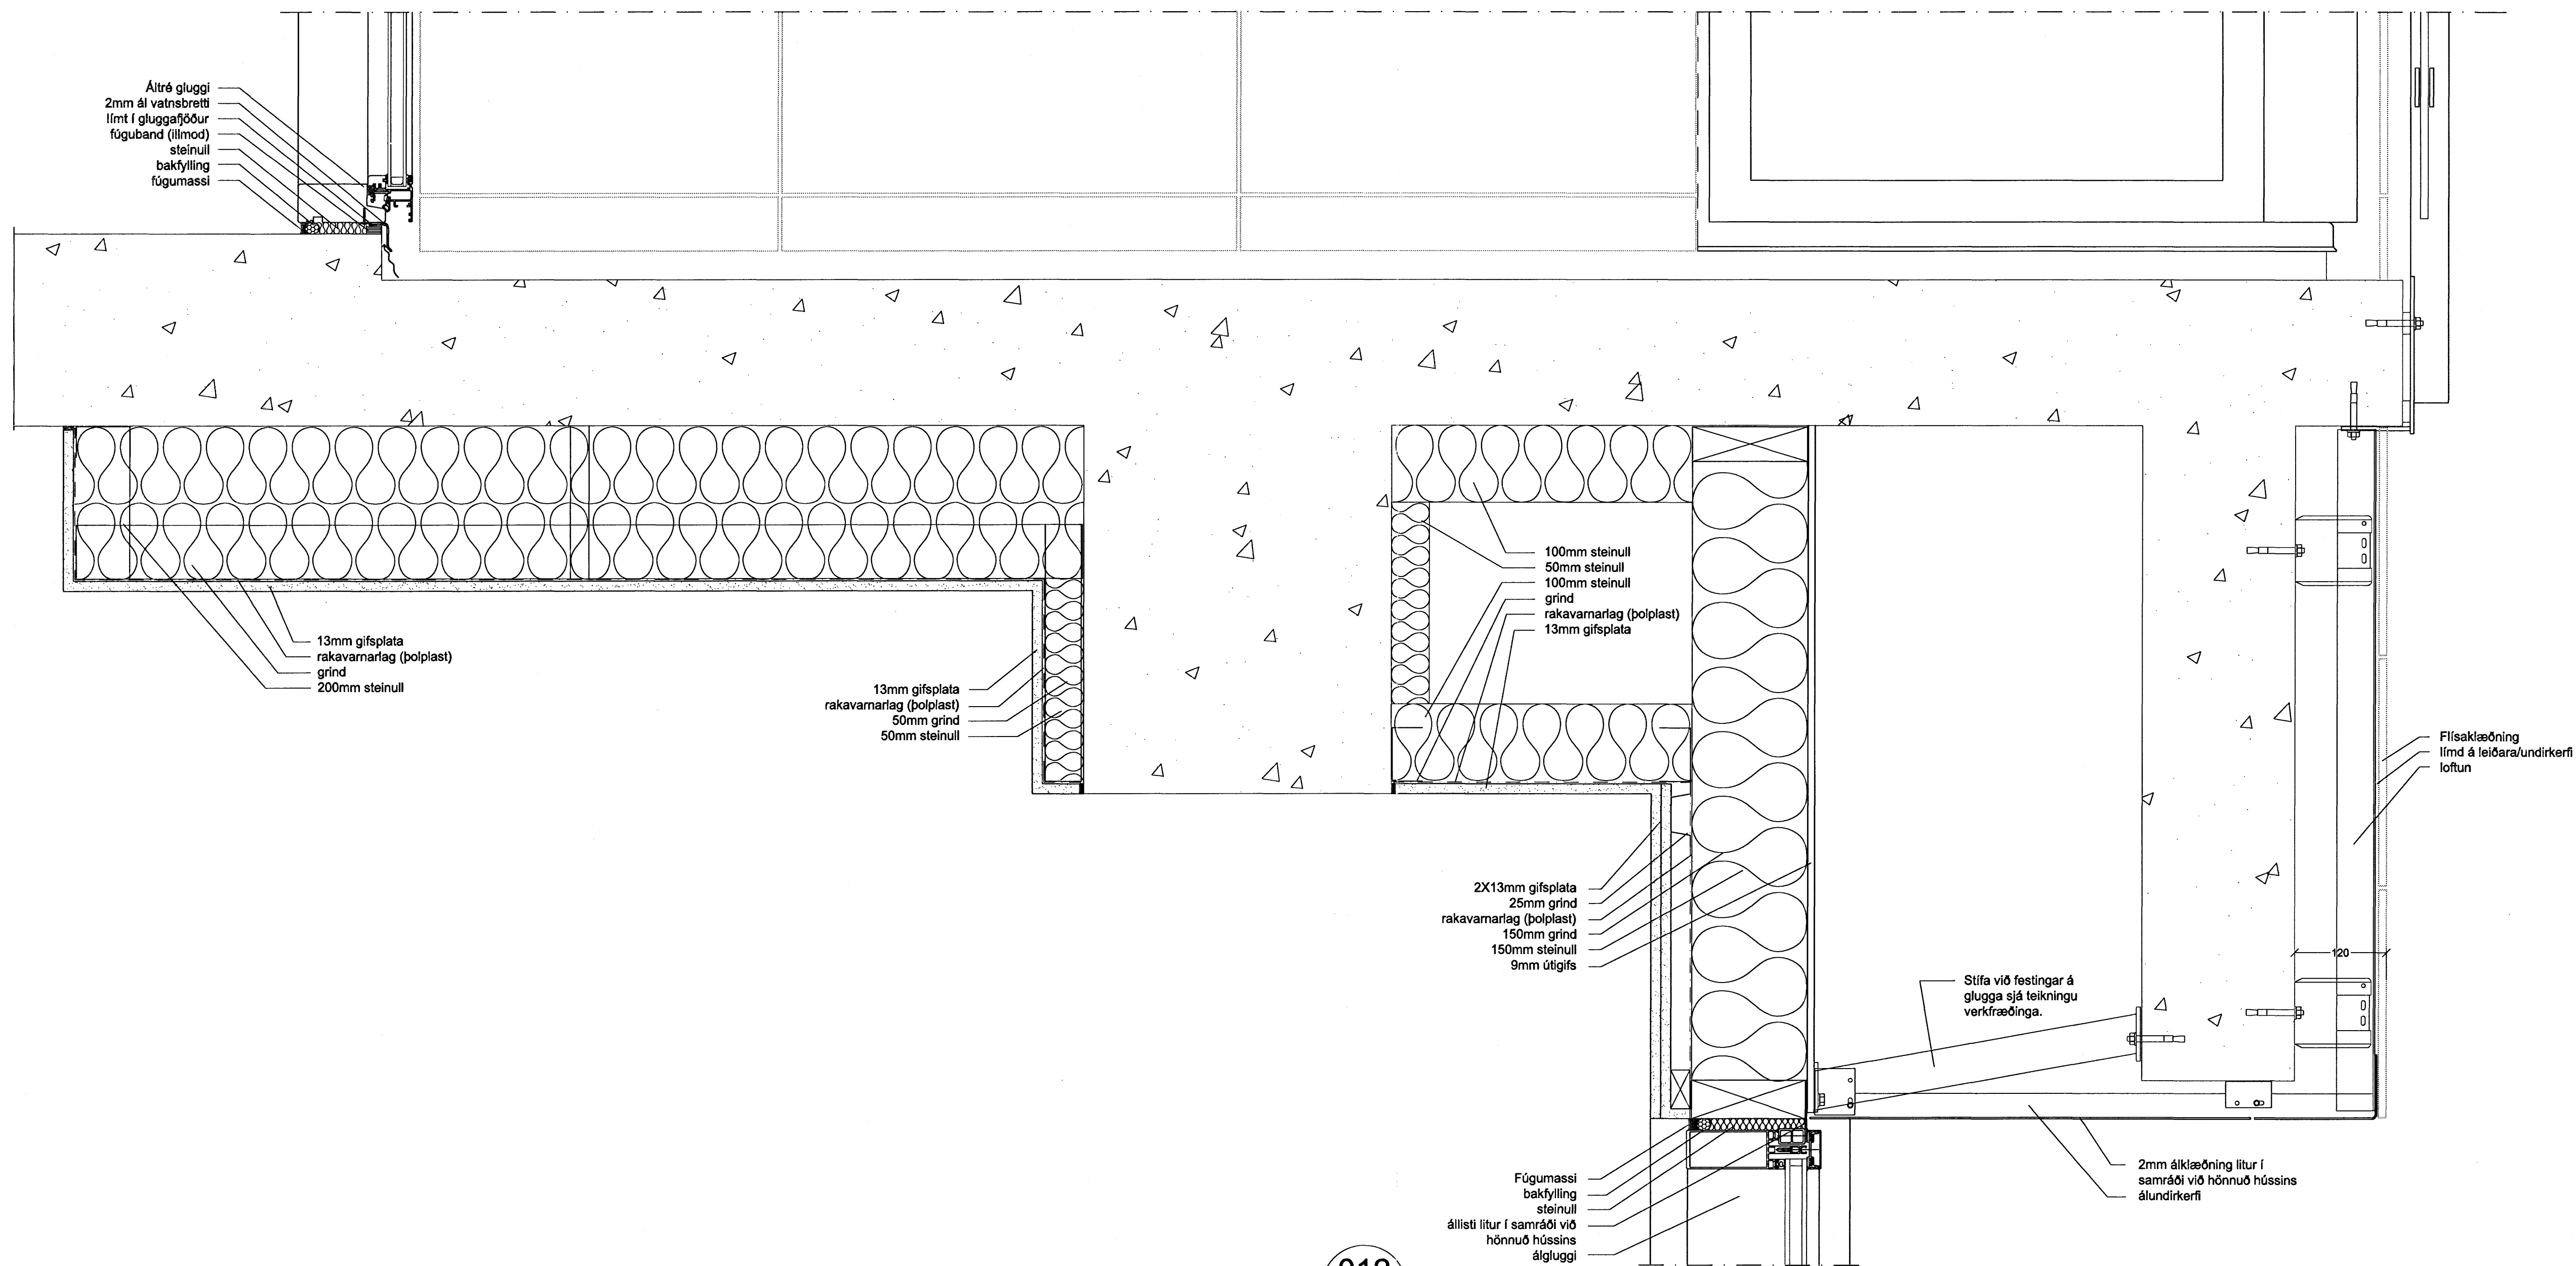 Áltré gluggi
2mm ál vatnsbretti
límt í gluggafjöður
fúguband (illmod)
steinull
bakfylling
fúgumassi
13mm gifsplata
rakavarnarlag (þolplast)
grind
200mm steinull
13mm gifsplata
rakavarnarlag (þolplast)
50mm grind
50mm steinull
100mm steinull
50mm steinull
100mm steinull
grind
rakavarnarlag (þolplast)
13mm gifsplata
2X13mm gifsplata
25mm grind
rakavarnarlag (þolplast)
150mm grind
150mm steinull
9mm útigifs
Flísaklæðning
límd á leiðara/undirkerfi
loftun
120
Stífa við festingar á
glugga sjá teikningu
verkfræðinga.
2mm álklæðning litur í
samráði við hönnuð hússins
álundirkerfi
Fúgumassi
bakfylling
steinull
állisti litur í samráði við
hönnuð hússins
álgluggi